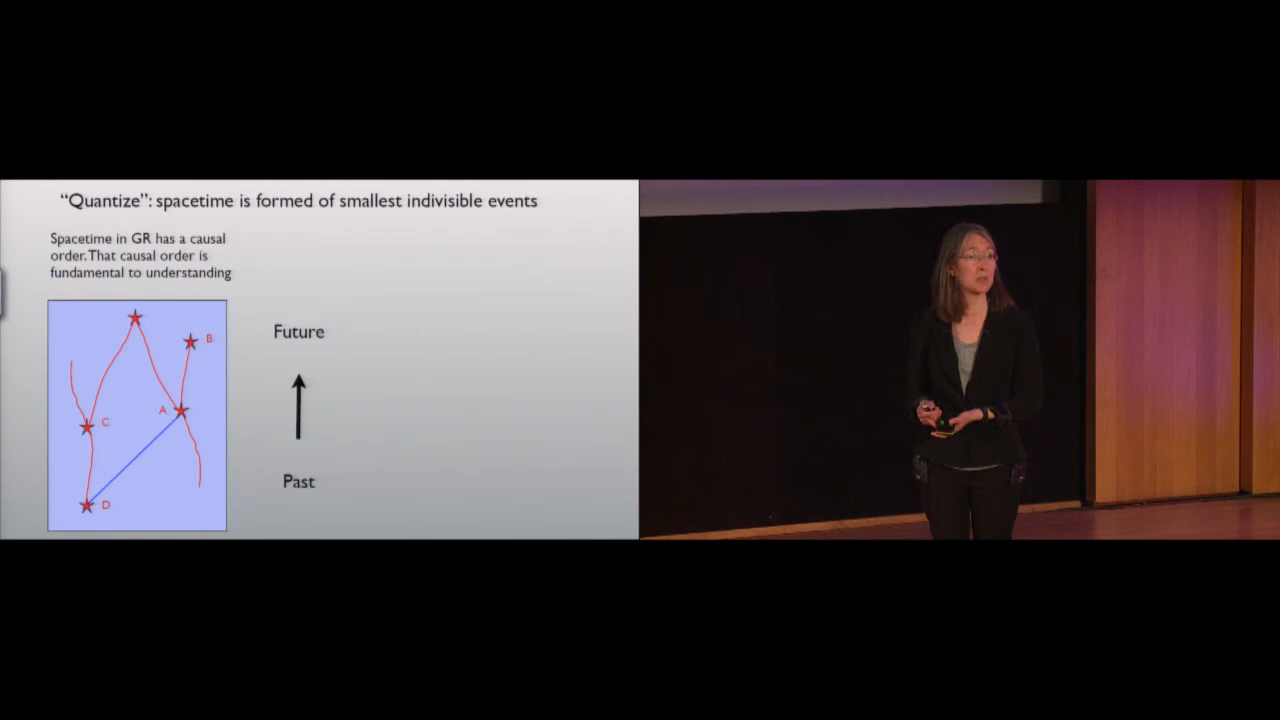 “Quantize”: spacetime is formed of smallest indivisible events
Spacetime in GR has a causal
order. That causal order is
fundamental to understanding
Future
B
A
C
Past
D